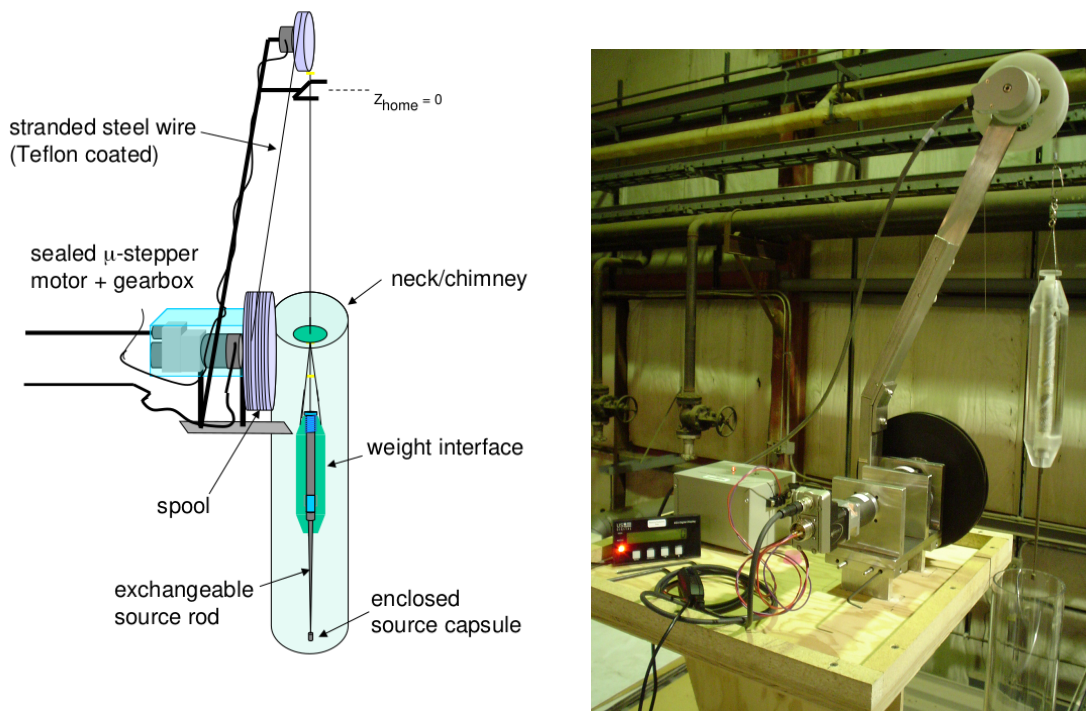 Zhome = 0
stranded steel wire
(Teflon coated)
sealed μ-stepper
motor + gearbox
neck/chimney
weight interface
spool
exchangeable
source rod
enclosed
source capsule